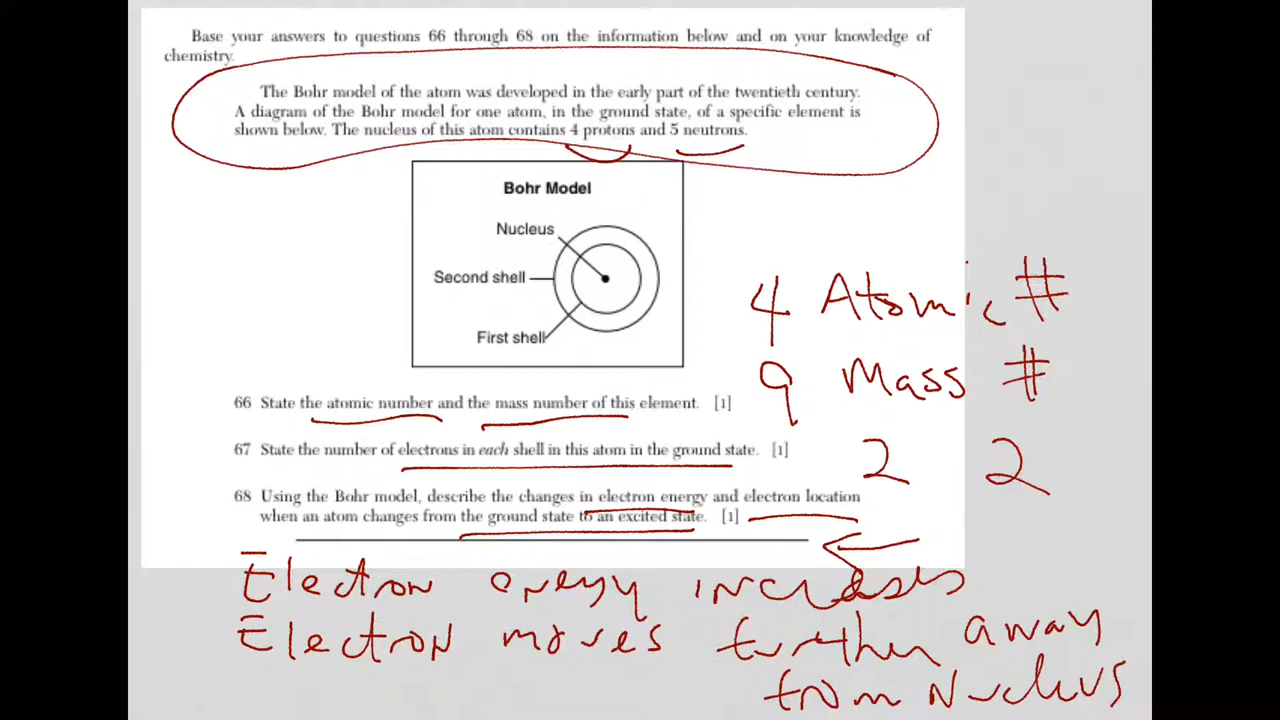 Base your answers to questions 66 through 68 on the information below and on your knowledge of
chemistry.
The Bohr model of the atom was developed in the early part of the twentieth century.
A diagram of the Bohr model for one atom, in the ground state, of a specific element is
shown below. The nucleus of this atom contains 4 protons and 5 neutrons.
Bohr Model
Nucleus
Second shell
First shell
4 Atomic #
9 Mass #
66 State the atomic number and the mass number of this element. [1]
67 State the number of electrons in each shell in this atom in the ground state. [1]
2 2
68 Using the Bohr model, describe the changes in electron energy and electron location
when an atom changes from the ground state to an excited state. [1]
Electron energy increases
Electron moves further away
from Nucleus